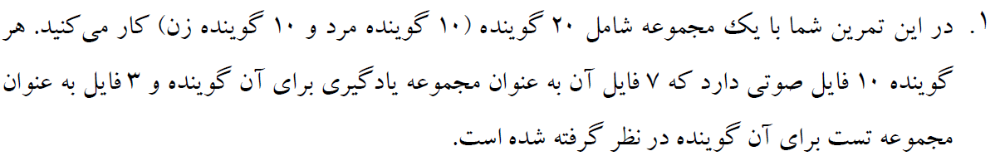 ۱. در این تمرین شما با یک مجموعه شامل ۲۰ گوینده (۱۰ گوینده مرد و ۱۰ گوینده زن) کار می‌کنید. هر
گوینده ۱۰ فایل صوتی دارد که ۷ فایل آن به عنوان مجموعه یادگیری برای آن گوینده و ۳ فایل به عنوان
مجموعه تست برای آن گوینده در نظر گرفته شده است.